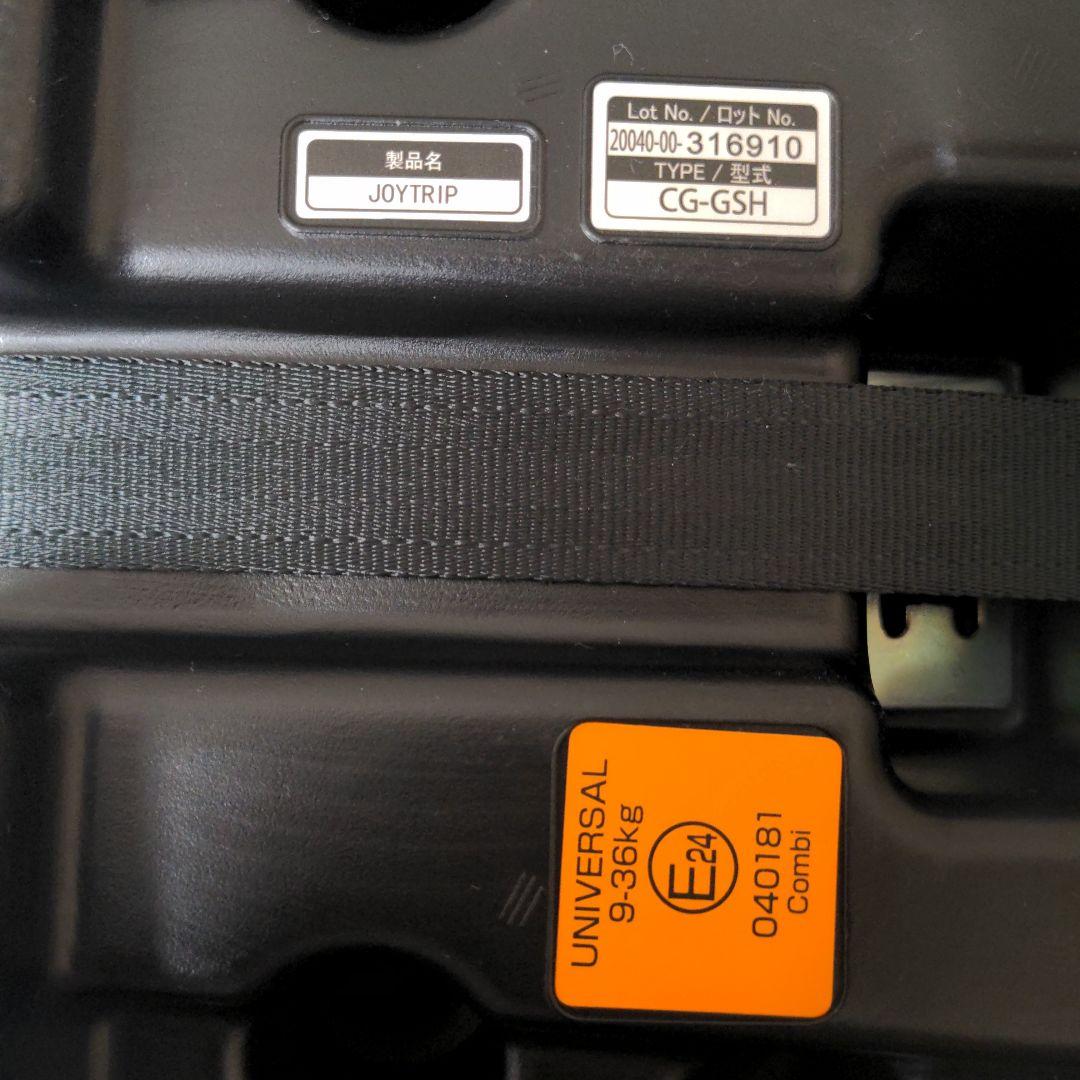 製品名
JOYTRIP
Lot No. / ロット No.
20040-00-316910
TYPE / 型式
CG-GSH
UNIVERSAL
9-36kg
E24
040181
Combi